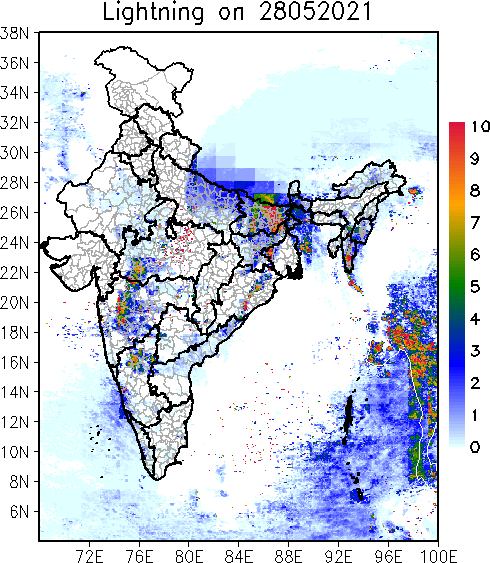 Lightning on 28052021
38N
36N
34N
32N
30N
28N
26N
24N
22N
20N
18N
16N
14N
12N
10N
8N
6N
72E 76E 80E 84E 88E 92E 96E 100E
10
9
8
7
6
5
4
3
2
1
0